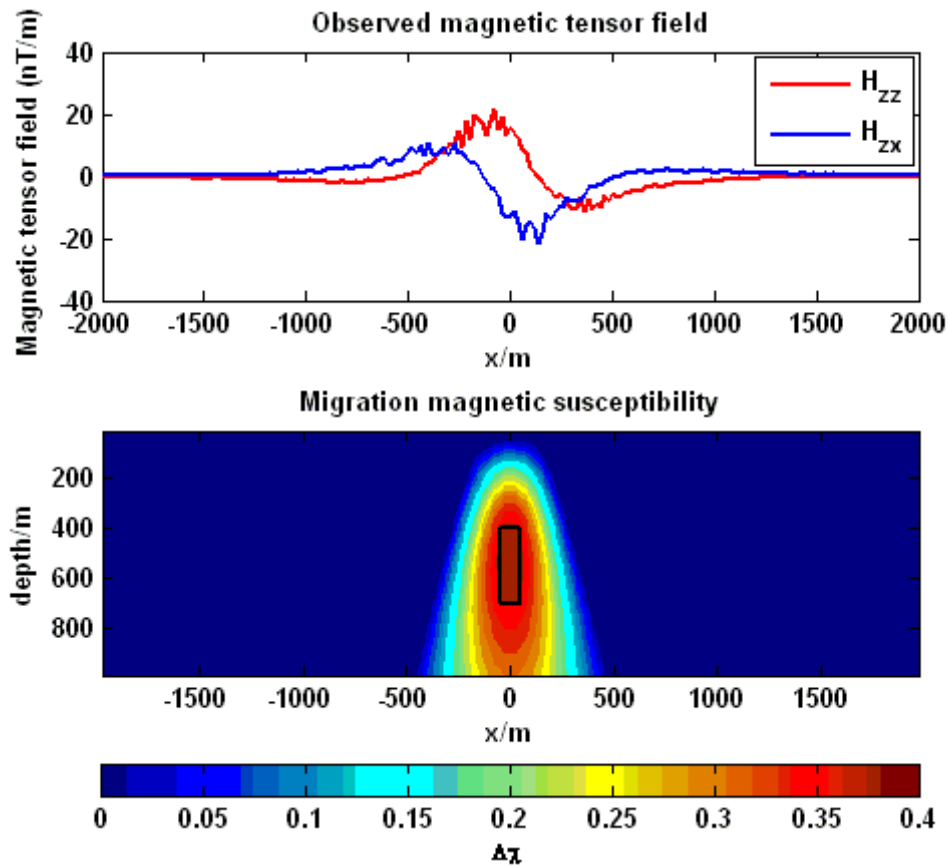 Observed magnetic tensor field
Magnetic tensor field (nT/m)
40
20
0
-20
-40
H_zz
H_zx
-2000 -1500 -1000 -500 0 500 1000 1500 2000
x/m
Migration magnetic susceptibility
depth/m
200
400
600
800
-1500 -1000 -500 0 500 1000 1500
x/m
0 0.05 0.1 0.15 0.2 0.25 0.3 0.35 0.4
Δχ